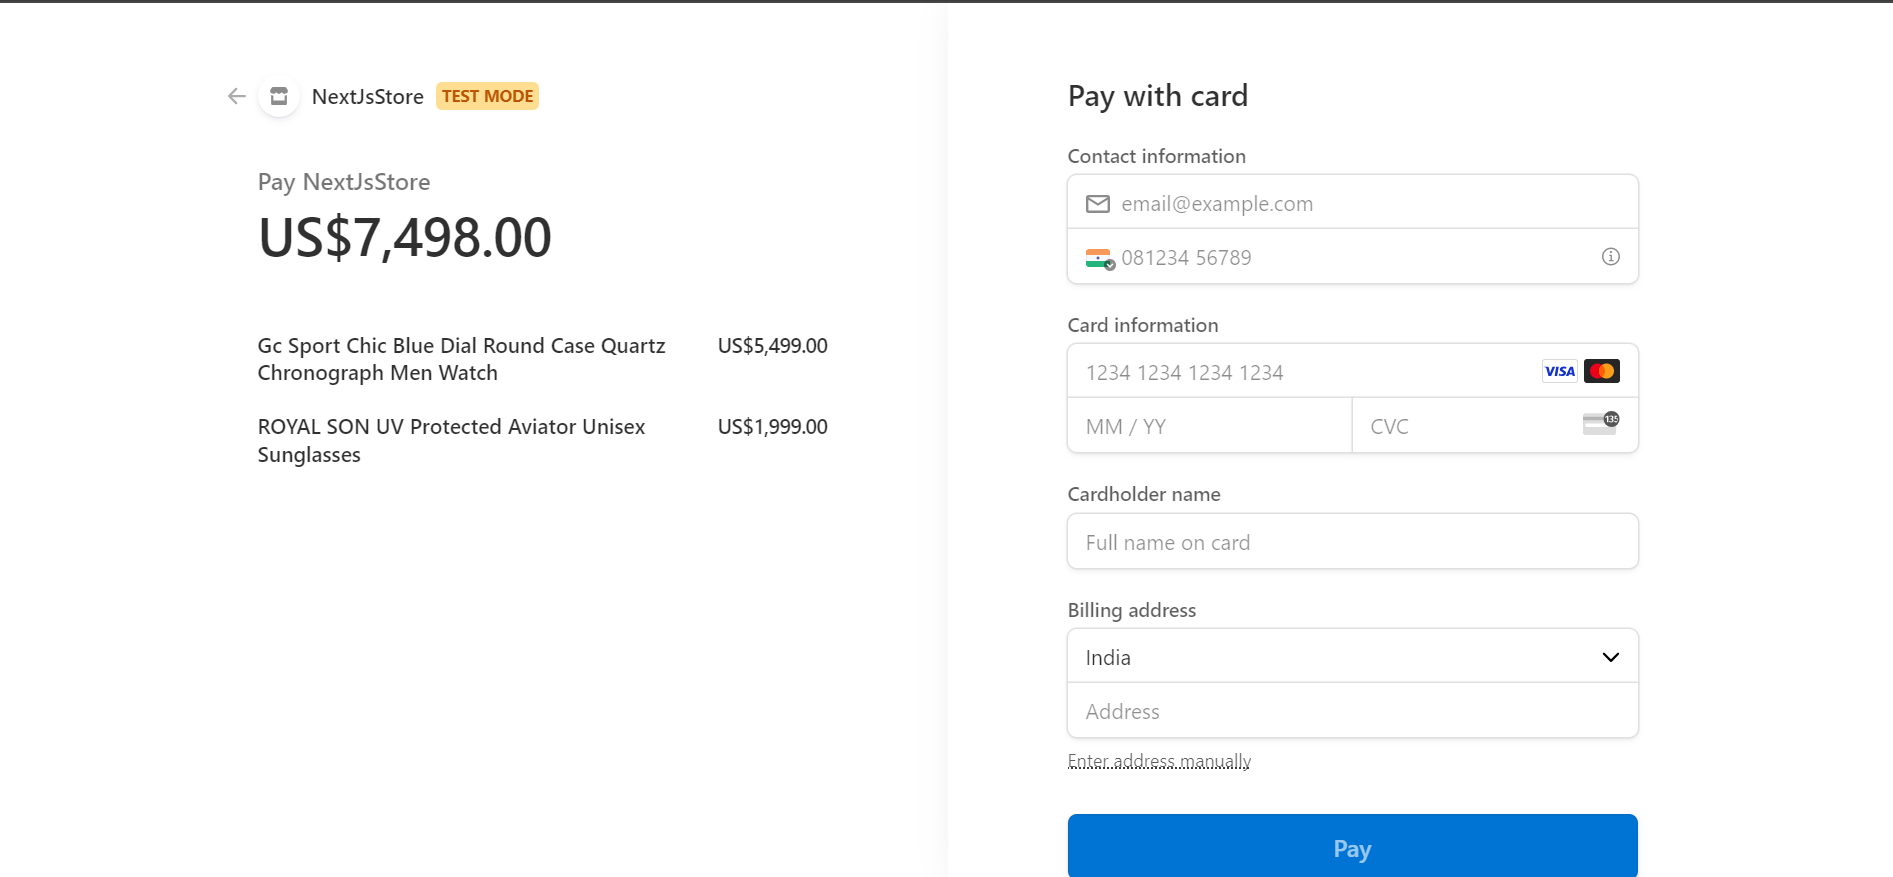 NextJsStore TEST MODE
Pay NextJsStore
US$7,498.00
Gc Sport Chic Blue Dial Round Case Quartz US$5,499.00
Chronograph Men Watch
ROYAL SON UV Protected Aviator Unisex US$1,999.00
Sunglasses
Pay with card
Contact information
email@example.com
081234 56789
Card information
1234 1234 1234 1234 VISA
MM / YY CVC 135
Cardholder name
Full name on card
Billing address
India
Address
Enter address manually
Pay